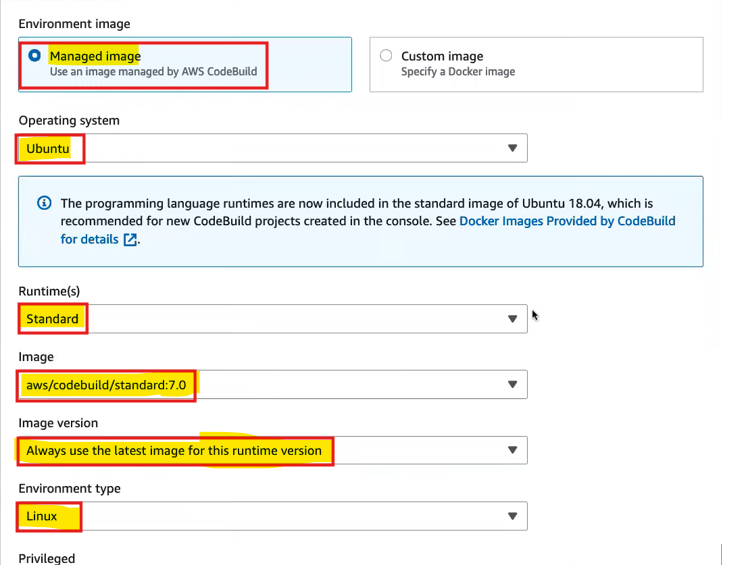 Environment image
Managed image
Use an image managed by AWS CodeBuild
Custom image
Specify a Docker image
Operating system
Ubuntu
The programming language runtimes are now included in the standard image of Ubuntu 18.04, which is
recommended for new CodeBuild projects created in the console. See Docker Images Provided by CodeBuild
for details.
Runtime(s)
Standard
Image
aws/codebuild/standard:7.0
Image version
Always use the latest image for this runtime version
Environment type
Linux
Privileged